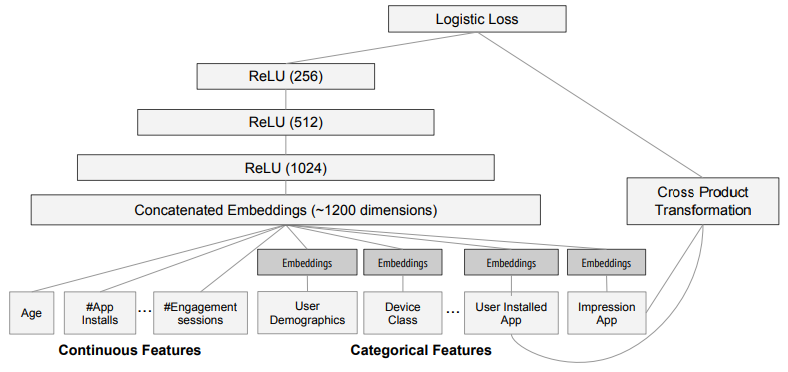 Logistic Loss
ReLU (256)
ReLU (512)
ReLU (1024)
Concatenated Embeddings (~1200 dimensions)
Cross Product
Transformation
Embeddings
Embeddings
Embeddings
Embeddings
Age
#App
Installs
...
#Engagement
sessions
User
Demographics
Device
Class
...
User Installed
App
Impression
App
Continuous Features
Categorical Features